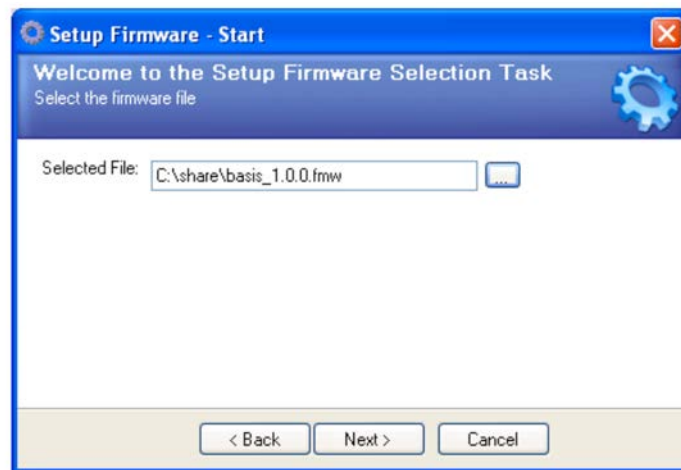 Setup Firmware - Start
Welcome to the Setup Firmware Selection Task
Select the firmware file
Selected File: C:\share\basis_1.0.0.fmw ...
< Back Next > Cancel